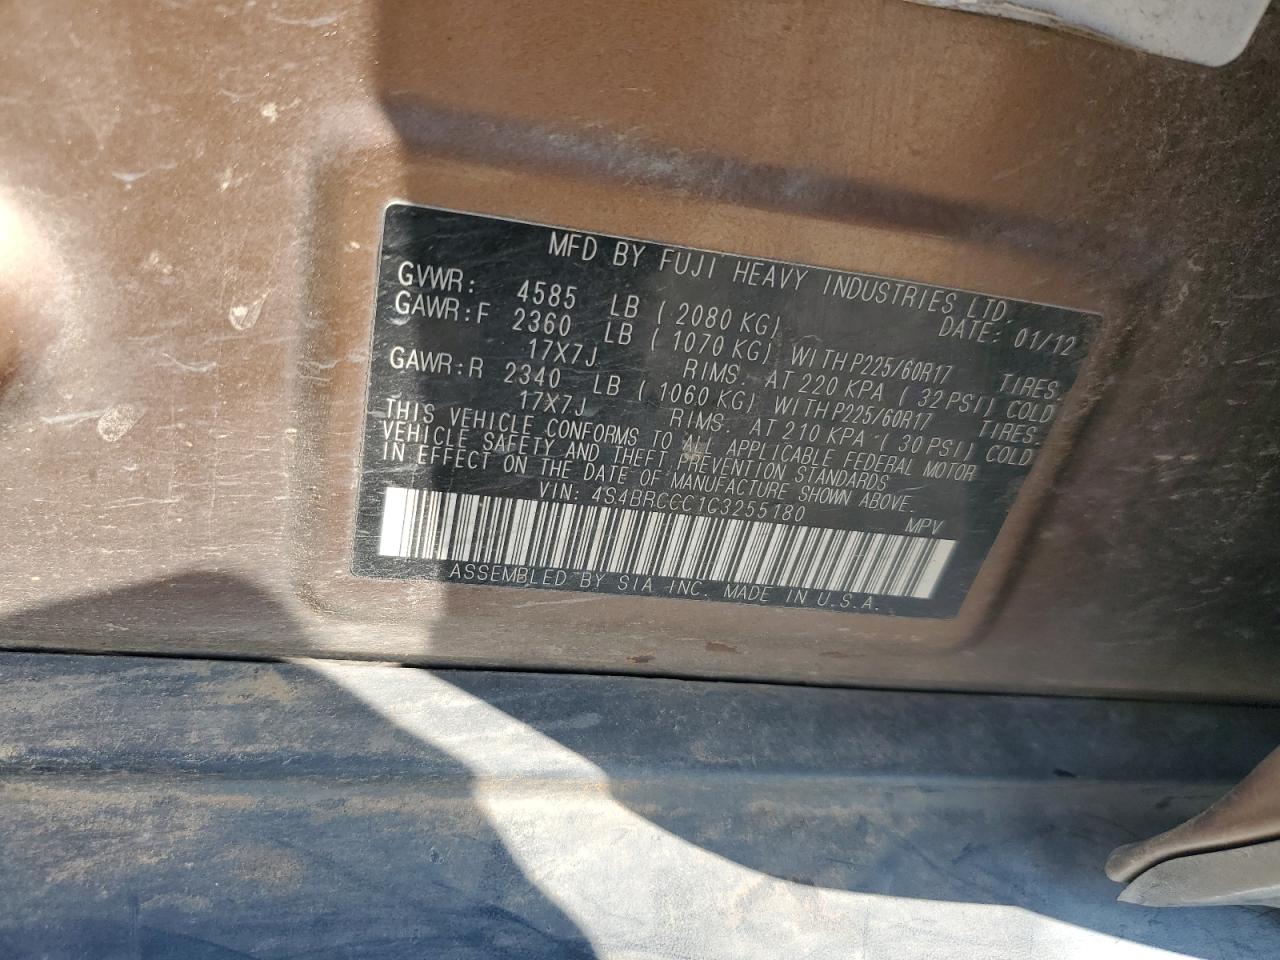 MFD BY FUJI HEAVY INDUSTRIES LTD.
DATE: 01/12
GVWR: 4585 LB ( 2080 KG)
GAWR:F 2360 LB ( 1070 KG) WITH P225/60R17 TIRES.
17X7J RIMS. AT 220 KPA ( 32 PSI) COLD
GAWR:R 2340 LB ( 1060 KG) WITH P225/60R17 TIRES.
17X7J RIMS. AT 210 KPA ( 30 PSI) COLD
THIS VEHICLE CONFORMS TO ALL APPLICABLE FEDERAL MOTOR
VEHICLE SAFETY AND THEFT PREVENTION STANDARDS
IN EFFECT ON THE DATE OF MANUFACTURE SHOWN ABOVE.
VIN: 4S4BRCCC1C3255180 MPV
ASSEMBLED BY SIA INC. MADE IN U.S.A.